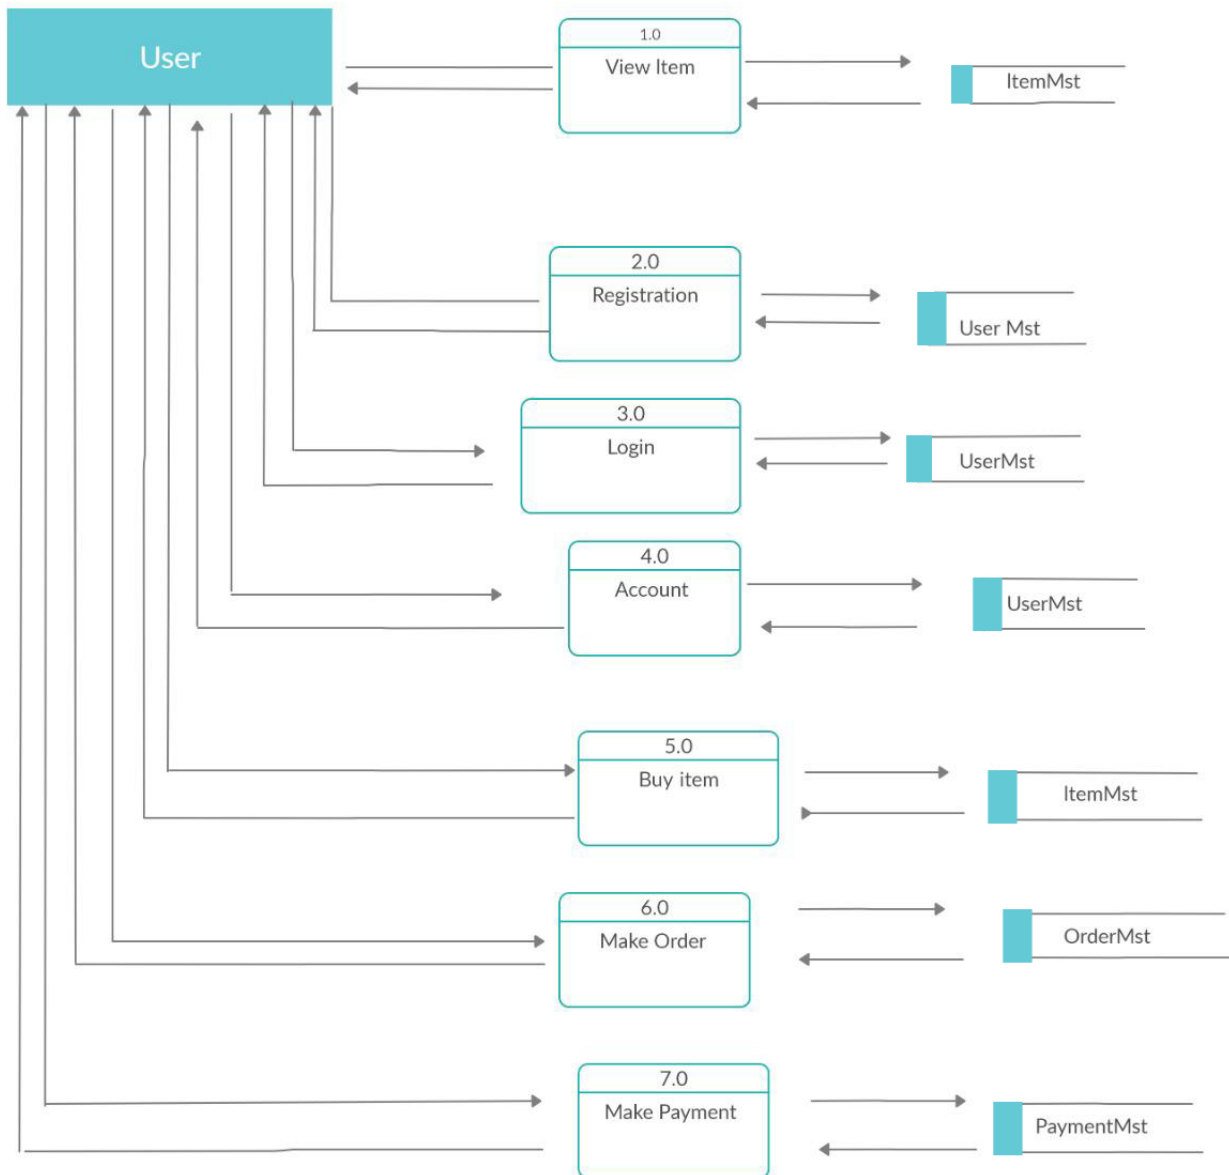 User
1.0
View Item
ItemMst
2.0
Registration
User Mst
3.0
Login
UserMst
4.0
Account
UserMst
5.0
Buy item
ItemMst
6.0
Make Order
OrderMst
7.0
Make Payment
PaymentMst